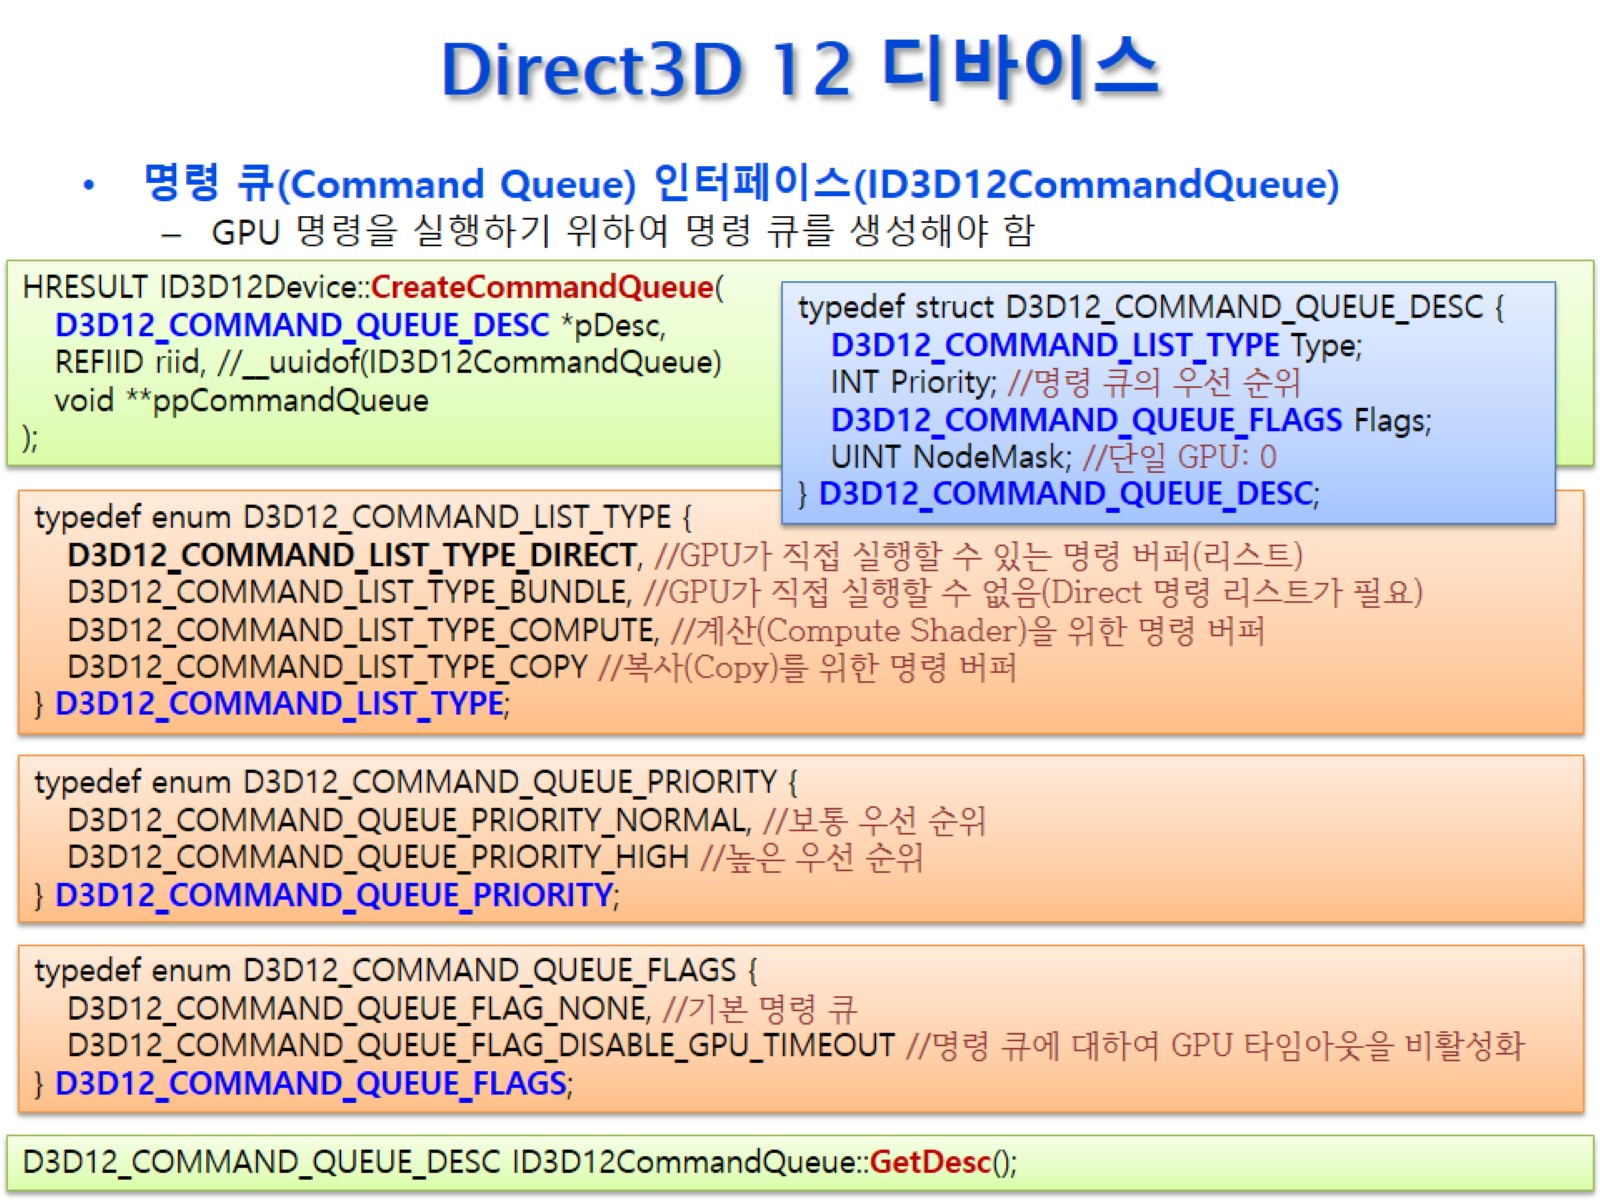 Direct3D 12 디바이스
• 명령 큐(Command Queue) 인터페이스(ID3D12CommandQueue)
– GPU 명령을 실행하기 위하여 명령 큐를 생성해야 함
HRESULT ID3D12Device::CreateCommandQueue(
D3D12_COMMAND_QUEUE_DESC *pDesc,
REFIID riid, //__uuidof(ID3D12CommandQueue)
void **ppCommandQueue
);
typedef struct D3D12_COMMAND_QUEUE_DESC {
D3D12_COMMAND_LIST_TYPE Type;
INT Priority; //명령 큐의 우선 순위
D3D12_COMMAND_QUEUE_FLAGS Flags;
UINT NodeMask; //단일 GPU: 0
} D3D12_COMMAND_QUEUE_DESC;
typedef enum D3D12_COMMAND_LIST_TYPE {
D3D12_COMMAND_LIST_TYPE_DIRECT, //GPU가 직접 실행할 수 있는 명령 버퍼(리스트)
D3D12_COMMAND_LIST_TYPE_BUNDLE, //GPU가 직접 실행할 수 없음(Direct 명령 리스트가 필요)
D3D12_COMMAND_LIST_TYPE_COMPUTE, //계산(Compute Shader)을 위한 명령 버퍼
D3D12_COMMAND_LIST_TYPE_COPY //복사(Copy)를 위한 명령 버퍼
} D3D12_COMMAND_LIST_TYPE;
typedef enum D3D12_COMMAND_QUEUE_PRIORITY {
D3D12_COMMAND_QUEUE_PRIORITY_NORMAL, //보통 우선 순위
D3D12_COMMAND_QUEUE_PRIORITY_HIGH //높은 우선 순위
} D3D12_COMMAND_QUEUE_PRIORITY;
typedef enum D3D12_COMMAND_QUEUE_FLAGS {
D3D12_COMMAND_QUEUE_FLAG_NONE, //기본 명령 큐
D3D12_COMMAND_QUEUE_FLAG_DISABLE_GPU_TIMEOUT //명령 큐에 대하여 GPU 타임아웃을 비활성화
} D3D12_COMMAND_QUEUE_FLAGS;
D3D12_COMMAND_QUEUE_DESC ID3D12CommandQueue::GetDesc();